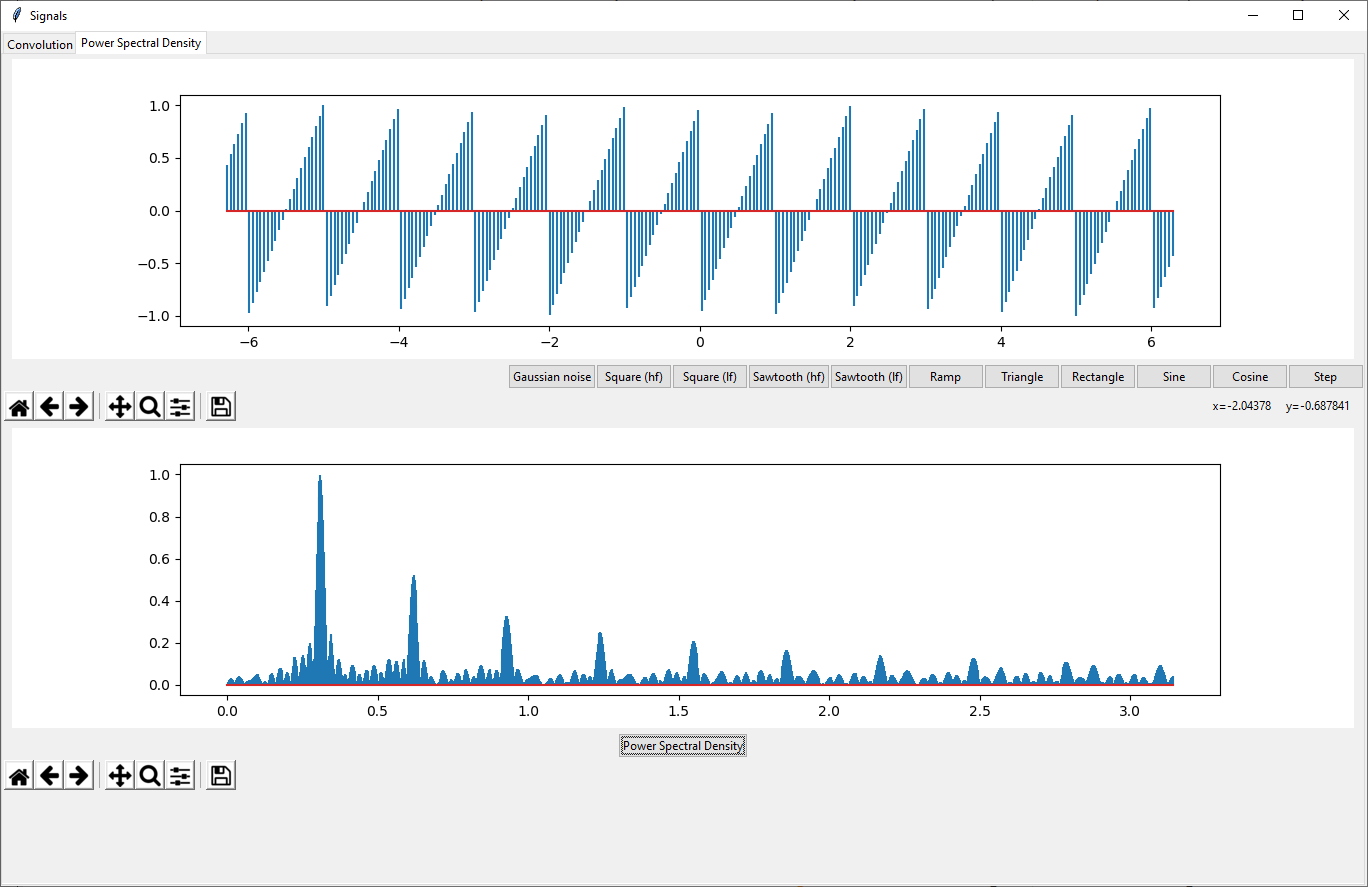 Signals
Convolution Power Spectral Density
1.0
0.5
0.0
−0.5
−1.0
−6 −4 −2 0 2 4 6
Gaussian noise Square (hf) Square (lf) Sawtooth (hf) Sawtooth (lf) Ramp Triangle Rectangle Sine Cosine Step
x=-2.04378 y=-0.687841
1.0
0.8
0.6
0.4
0.2
0.0
0.0 0.5 1.0 1.5 2.0 2.5 3.0
Power Spectral Density